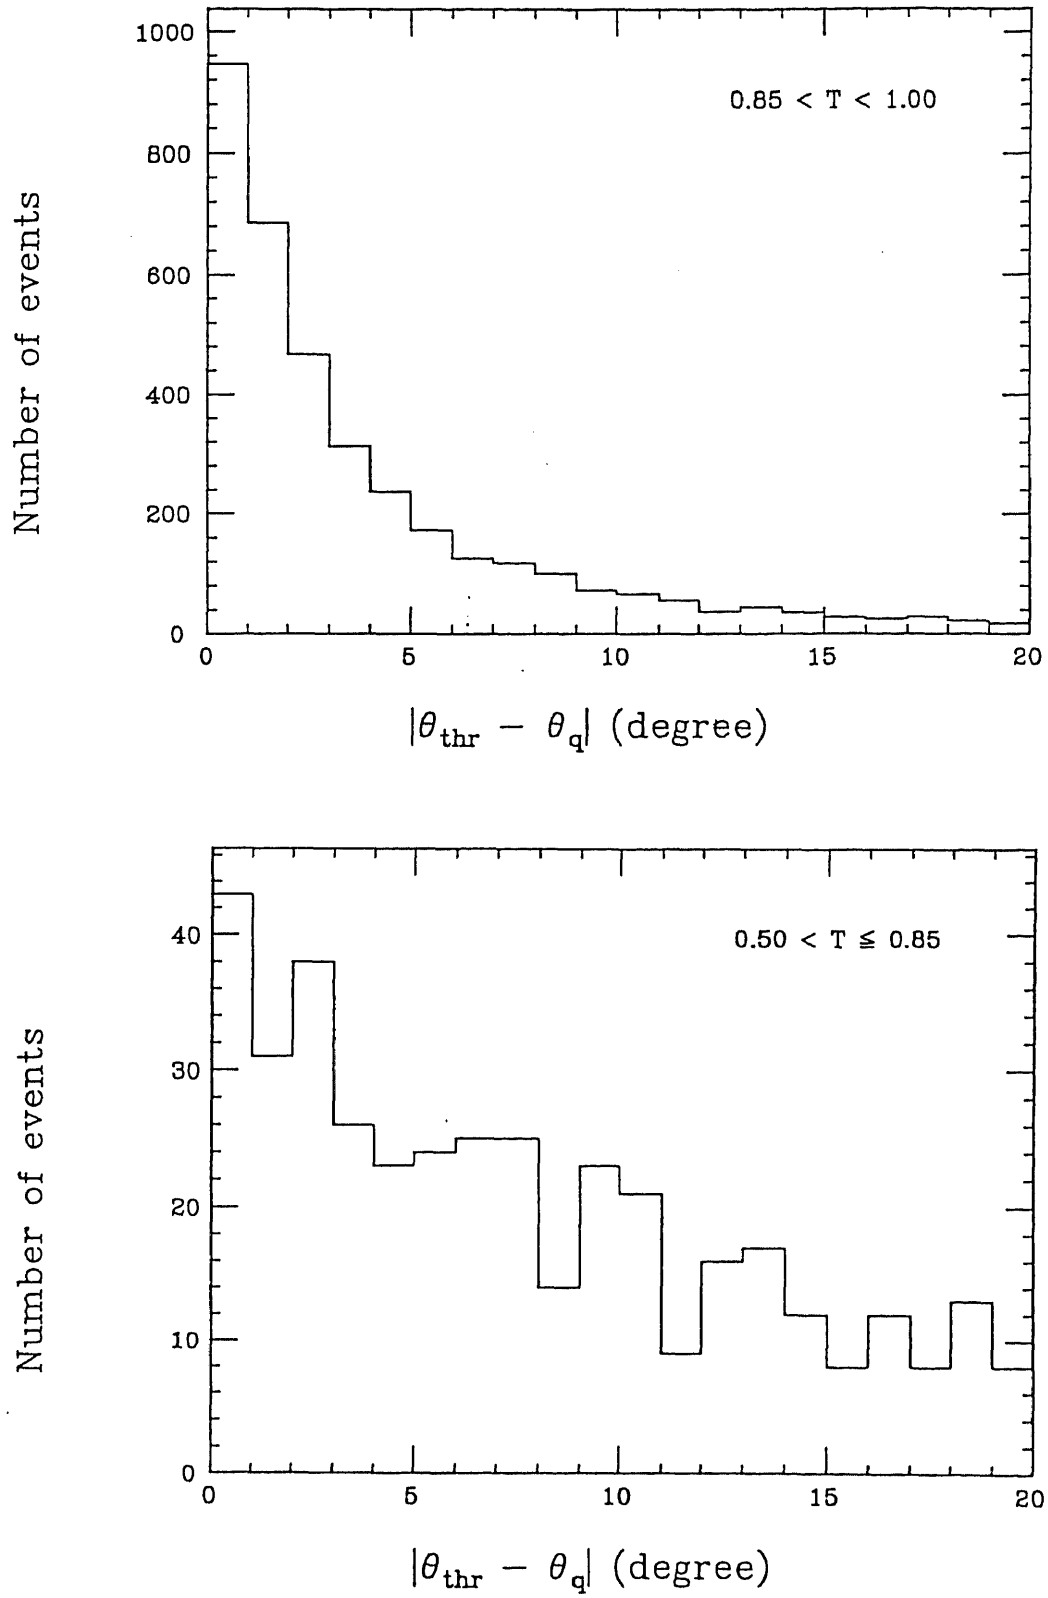 1000
0.85 < T < 1.00
800
600
400
200
0
0 5 10 15 20
Number of events
|θthr − θq| (degree)
40
0.50 < T ≦ 0.85
30
20
10
0
0 5 10 15 20
Number of events
|θthr − θq| (degree)